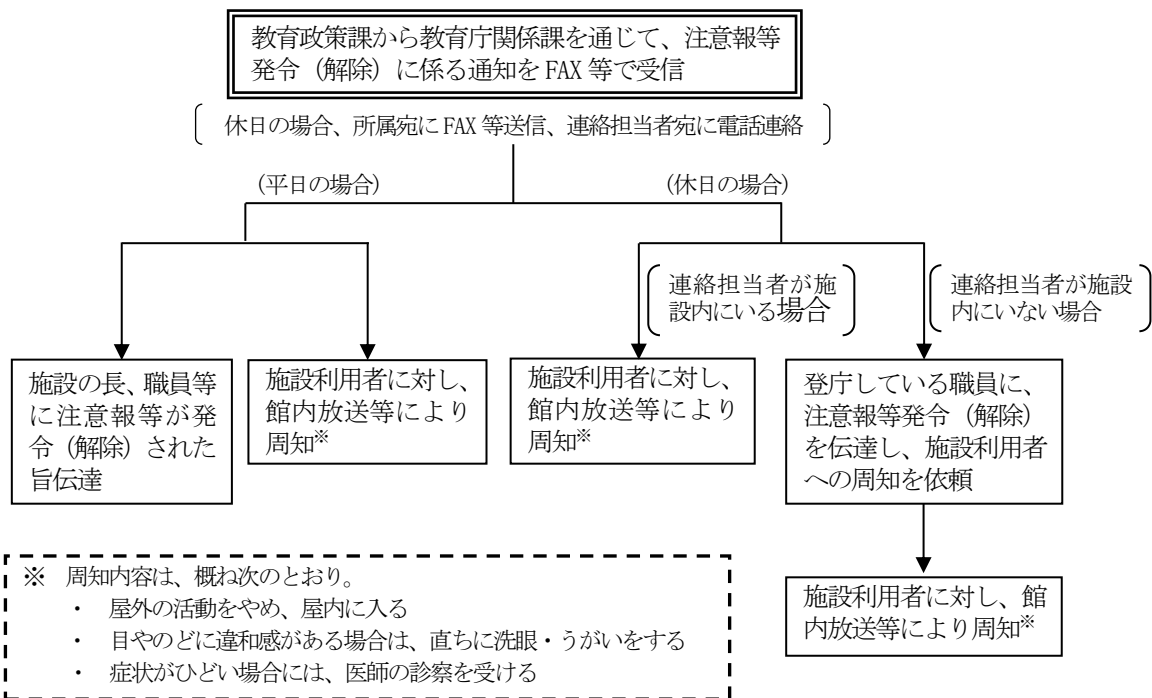 教育政策課から教育庁関係課を通じて、注意報等
発令（解除）に係る通知を FAX 等で受信
休日の場合、所属宛に FAX 等送信、連絡担当者宛に電話連絡
（平日の場合）
（休日の場合）
連絡担当者が施
設内にいる場合
連絡担当者が施設
内にいない場合
施設の長、職員等
に注意報等が発
令（解除）された
旨伝達
施設利用者に対し、
館内放送等により
周知※
施設利用者に対し、
館内放送等により
周知※
登庁している職員に、
注意報等発令（解除）
を伝達し、施設利用者
への周知を依頼
施設利用者に対し、館
内放送等により周知※
※　周知内容は、概ね次のとおり。
・　屋外の活動をやめ、屋内に入る
・　目やのどに違和感がある場合は、直ちに洗眼・うがいをする
・　症状がひどい場合には、医師の診察を受ける